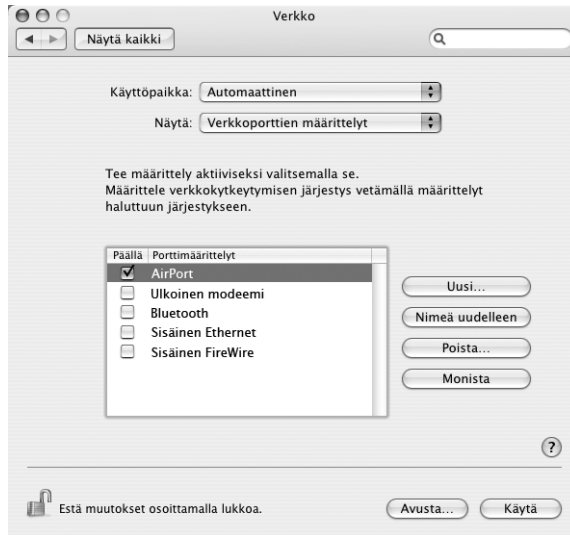 Verkko
Näytä kaikki
Käyttöpaikka: Automaattinen
Näytä: Verkkoporttien määrittelyt
Tee määrittely aktiiviseksi valitsemalla se.
Määrittele verkkokytkeytymisen järjestys vetämällä määrittelyt
haluttuun järjestykseen.
Päällä Porttimäärittelyt
AirPort
Ulkoinen modeemi
Bluetooth
Sisäinen Ethernet
Sisäinen FireWire
Uusi...
Nimeä uudelleen
Poista...
Monista
?
Estä muutokset osoittamalla lukkoa.
Avusta... Käytä